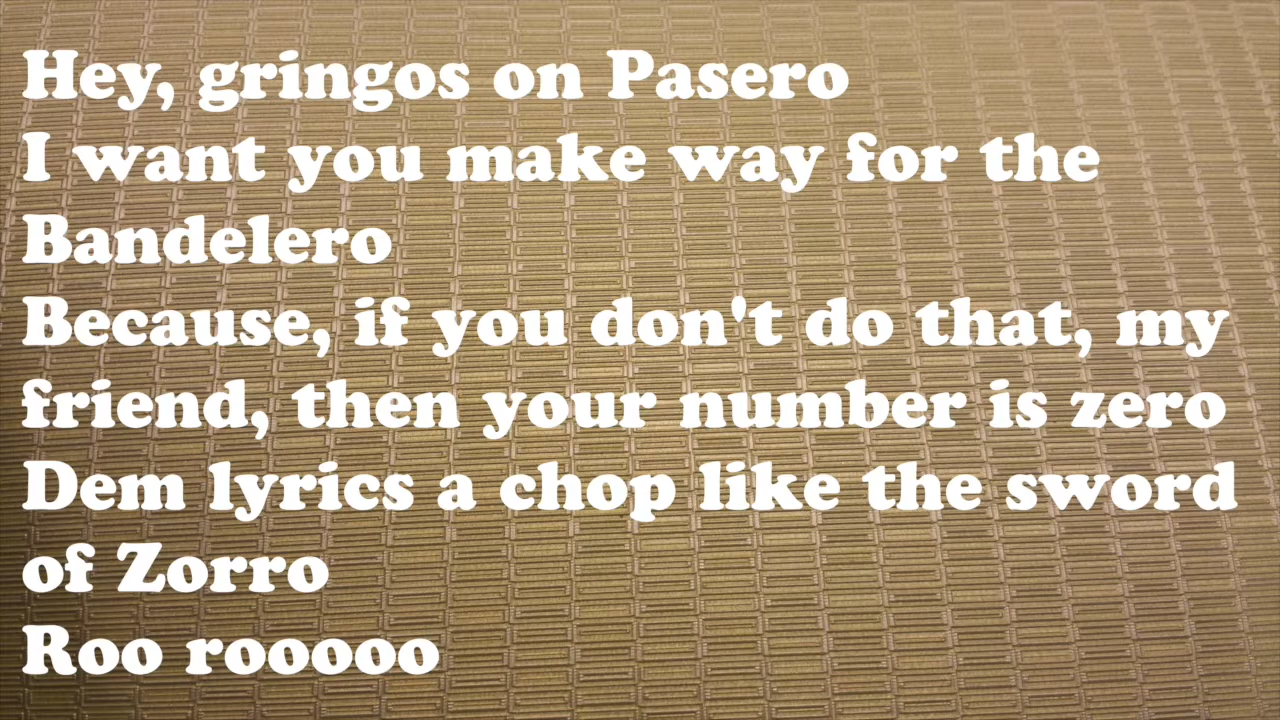 Hey, gringos on Pasero
I want you make way for the
Bandelero
Because, if you don't do that, my
friend, then your number is zero
Dem lyrics a chop like the sword
of Zorro
Roo rooooo